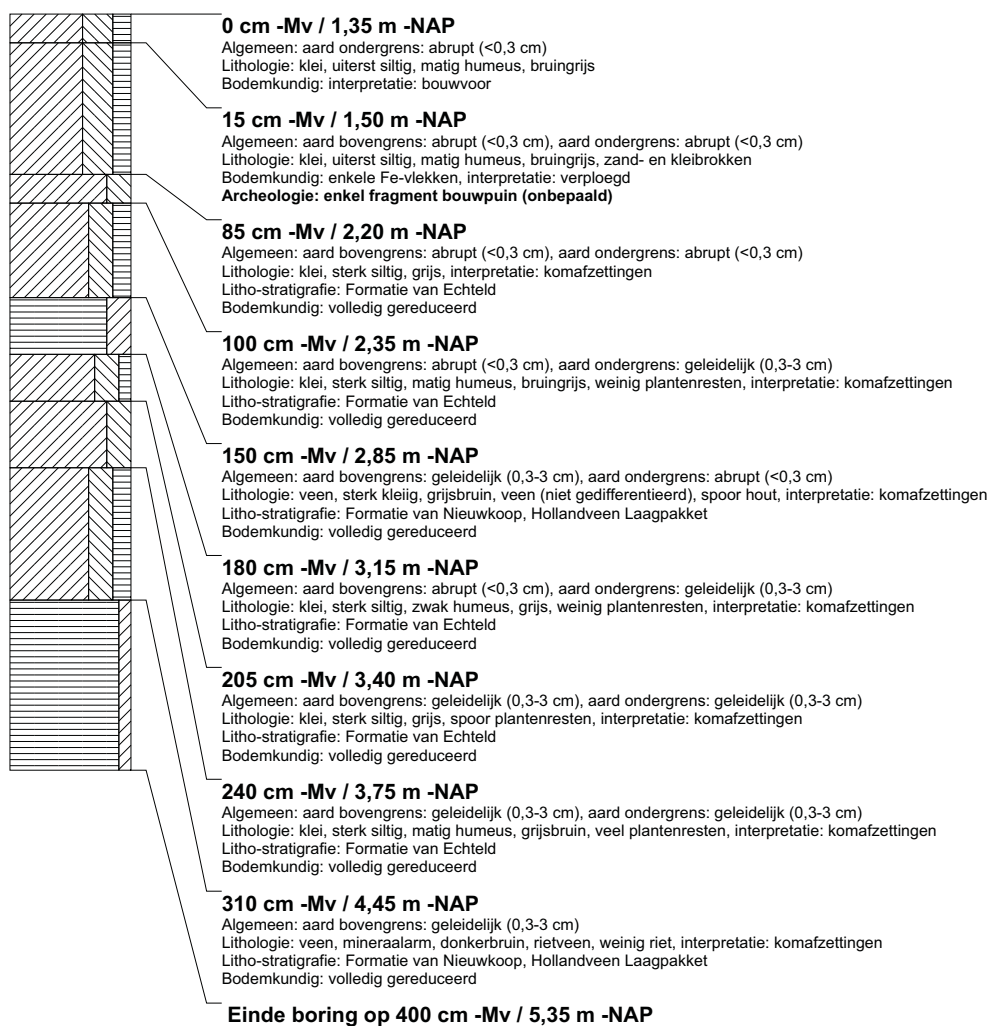 0 cm -Mv / 1,35 m -NAP
Algemeen: aard ondergrens: abrupt (<0,3 cm)
Lithologie: klei, uiterst siltig, matig humeus, bruingrijs
Bodemkundig: interpretatie: bouwvoor
15 cm -Mv / 1,50 m -NAP
Algemeen: aard bovengrens: abrupt (<0,3 cm), aard ondergrens: abrupt (<0,3 cm)
Lithologie: klei, uiterst siltig, matig humeus, bruingrijs, zand- en kleibrokken
Bodemkundig: enkele Fe-vlekken, interpretatie: verploegd
Archeologie: enkel fragment bouwpuin (onbepaald)
85 cm -Mv / 2,20 m -NAP
Algemeen: aard bovengrens: abrupt (<0,3 cm), aard ondergrens: abrupt (<0,3 cm)
Lithologie: klei, sterk siltig, grijs, interpretatie: komafzettingen
Litho-stratigrafie: Formatie van Echteld
Bodemkundig: volledig gereduceerd
100 cm -Mv / 2,35 m -NAP
Algemeen: aard bovengrens: abrupt (<0,3 cm), aard ondergrens: geleidelijk (0,3-3 cm)
Lithologie: klei, sterk siltig, matig humeus, bruingrijs, weinig plantenresten, interpretatie: komafzettingen
Litho-stratigrafie: Formatie van Echteld
Bodemkundig: volledig gereduceerd
150 cm -Mv / 2,85 m -NAP
Algemeen: aard bovengrens: geleidelijk (0,3-3 cm), aard ondergrens: abrupt (<0,3 cm)
Lithologie: veen, sterk kleiig, grijsbruin, veen (niet gedifferentieerd), spoor hout, interpretatie: komafzettingen
Litho-stratigrafie: Formatie van Nieuwkoop, Hollandveen Laagpakket
Bodemkundig: volledig gereduceerd
180 cm -Mv / 3,15 m -NAP
Algemeen: aard bovengrens: abrupt (<0,3 cm), aard ondergrens: geleidelijk (0,3-3 cm)
Lithologie: klei, sterk siltig, zwak humeus, grijs, weinig plantenresten, interpretatie: komafzettingen
Litho-stratigrafie: Formatie van Echteld
Bodemkundig: volledig gereduceerd
205 cm -Mv / 3,40 m -NAP
Algemeen: aard bovengrens: geleidelijk (0,3-3 cm), aard ondergrens: geleidelijk (0,3-3 cm)
Lithologie: klei, sterk siltig, grijs, spoor plantenresten, interpretatie: komafzettingen
Litho-stratigrafie: Formatie van Echteld
Bodemkundig: volledig gereduceerd
240 cm -Mv / 3,75 m -NAP
Algemeen: aard bovengrens: geleidelijk (0,3-3 cm), aard ondergrens: geleidelijk (0,3-3 cm)
Lithologie: klei, sterk siltig, matig humeus, grijsbruin, veel plantenresten, interpretatie: komafzettingen
Litho-stratigrafie: Formatie van Echteld
Bodemkundig: volledig gereduceerd
310 cm -Mv / 4,45 m -NAP
Algemeen: aard bovengrens: geleidelijk (0,3-3 cm)
Lithologie: veen, mineraalarm, donkerbruin, rietveen, weinig riet, interpretatie: komafzettingen
Litho-stratigrafie: Formatie van Nieuwkoop, Hollandveen Laagpakket
Bodemkundig: volledig gereduceerd
Einde boring op 400 cm -Mv / 5,35 m -NAP